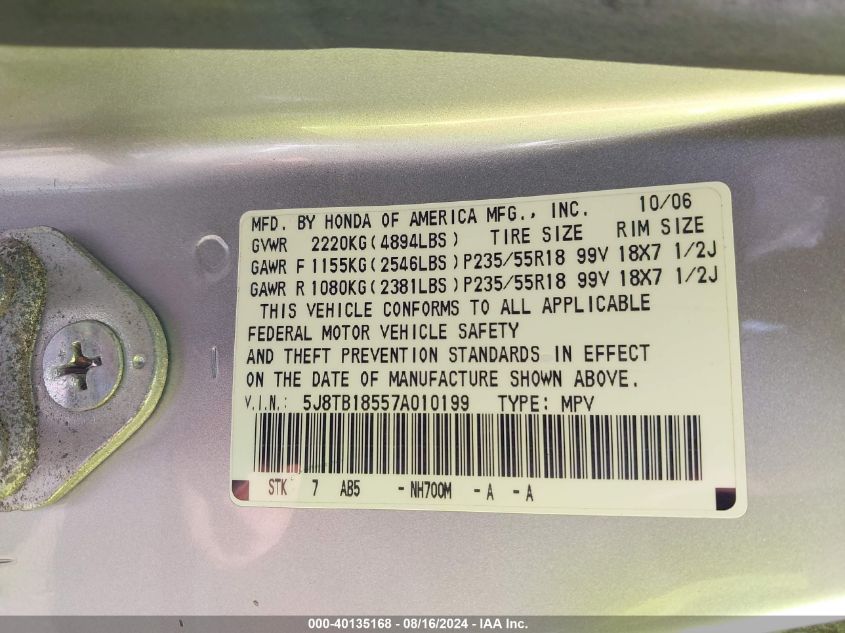 MFD. BY HONDA OF AMERICA MFG., INC. 10/06
GVWR 2220KG(4894LBS) TIRE SIZE RIM SIZE
GAWR F 1155KG(2546LBS) P235/55R18 99V 18X7 1/2J
GAWR R 1080KG(2381LBS) P235/55R18 99V 18X7 1/2J
THIS VEHICLE CONFORMS TO ALL APPLICABLE
FEDERAL MOTOR VEHICLE SAFETY
AND THEFT PREVENTION STANDARDS IN EFFECT
ON THE DATE OF MANUFACTURE SHOWN ABOVE.
V.I.N.: 5J8TB18557A010199 TYPE: MPV
STK 7 AB5 -NH700M -A -A
000-40135168 - 08/16/2024 - IAA Inc.